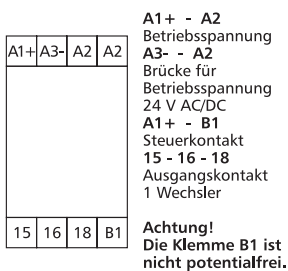 A1+ A3- A2 A2
15 16 18 B1
A1+ - A2
Betriebsspannung
A3- - A2
Brücke für
Betriebsspannung
24 V AC/DC
A1+ - B1
Steuerkontakt
15 - 16 - 18
Ausgangskontakt
1 Wechsler
Achtung!
Die Klemme B1 ist
nicht potentialfrei.